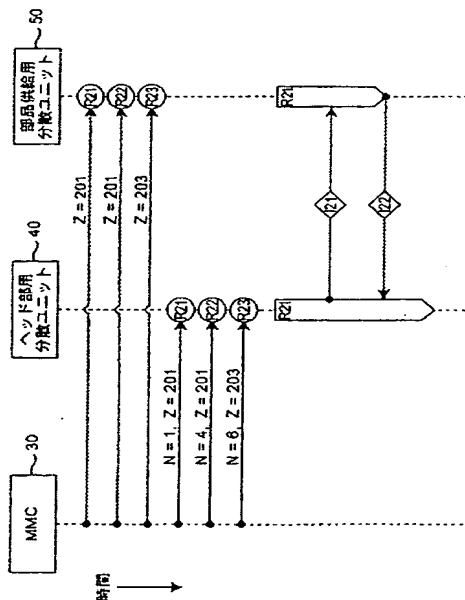 時間
MMC
30
ヘッド部用
分散ユニット
40
部品供給用
分散ユニット
50
Z = 201
R21
Z = 201
R22
Z = 203
R23
N = 1, Z = 201
R21
N = 4, Z = 201
R22
N = 6, Z = 203
R23
R21
R21
I21
I22